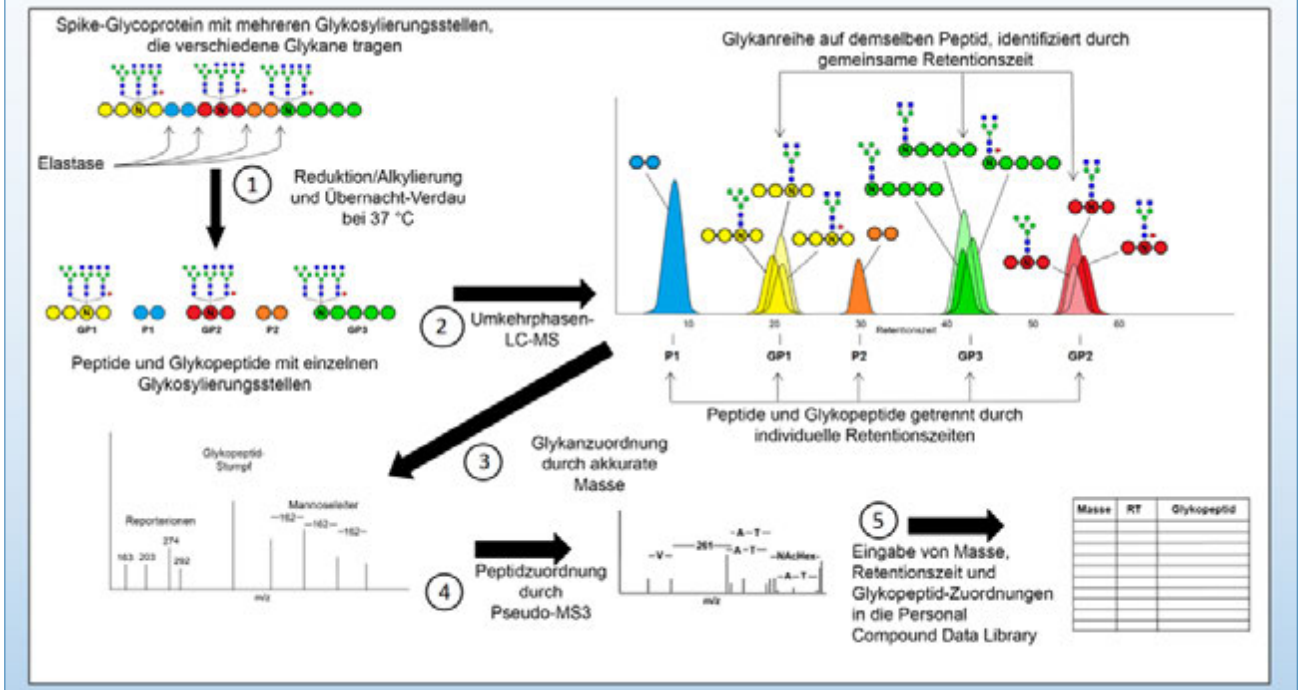 Spike-Glycoprotein mit mehreren Glykosylierungsstellen,
die verschiedene Glykane tragen
N
N
N
Elastase
1
Reduktion/Alkylierung
und Übernacht-Verdau
bei 37 °C
N
N
N
GP1
P1
GP2
P2
GP3
Peptide und Glykopeptide mit einzelnen
Glykosylierungsstellen
2
Umkehrphasen-
LC-MS
Glykanreihe auf demselben Peptid, identifiziert durch
gemeinsame Retentionszeit
N
N
N
N
N
N
N
N
N
10
20
30
40
50
60
Retentionszeit
P1
GP1
P2
GP3
GP2
Peptide und Glykopeptide getrennt durch
individuelle Retentionszeiten
3
Glykanzuordnung
durch akkurate
Masse
Glykopeptid-
Stumpf
Mannoseleiter
Reporterionen
163
203
274
292
—162—
—162—
—162—
m/z
4
Peptidzuordnung
durch
Pseudo-MS3
—V—
—261—
—A—T—
—A—T—
—NAcHex—
—A—T—
m/z
5
Eingabe von Masse,
Retentionszeit und
Glykopeptid-Zuordnungen
in die Personal
Compound Data Library
Masse RT Glykopeptid